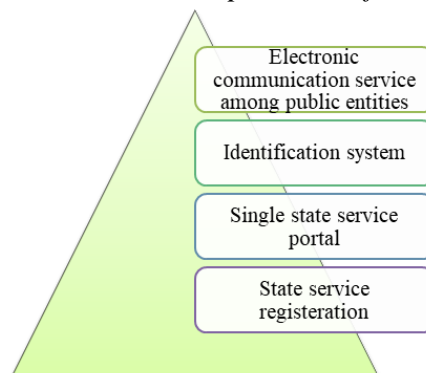 Electronic
communication service
among public entities
Identification system
Single state service
portal
State service
registeration